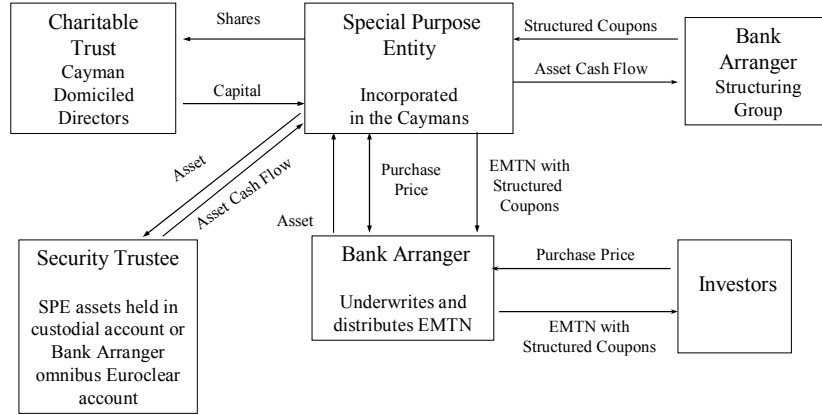 Charitable
Trust
Cayman
Domiciled
Directors
Shares
Capital
Special Purpose
Entity
Incorporated
in the Caymans
Structured Coupons
Asset Cash Flow
Bank
Arranger
Structuring
Group
Asset
Asset Cash Flow
Asset
Purchase
Price
EMTN with
Structured
Coupons
Security Trustee
SPE assets held in
custodial account or
Bank Arranger
omnibus Euroclear
account
Bank Arranger
Underwrites and
distributes EMTN
Purchase Price
EMTN with
Structured Coupons
Investors